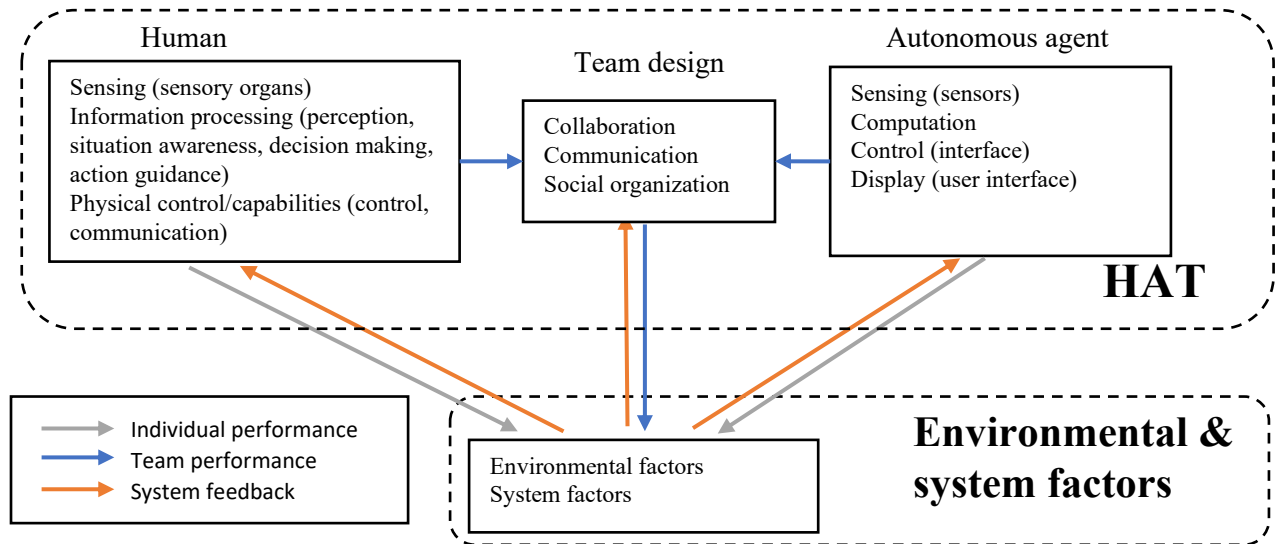 Human
Sensing (sensory organs)
Information processing (perception,
situation awareness, decision making,
action guidance)
Physical control/capabilities (control,
communication)
Team design
Collaboration
Communication
Social organization
Autonomous agent
Sensing (sensors)
Computation
Control (interface)
Display (user interface)
HAT
Individual performance
Team performance
System feedback
Environmental factors
System factors
Environmental &
system factors